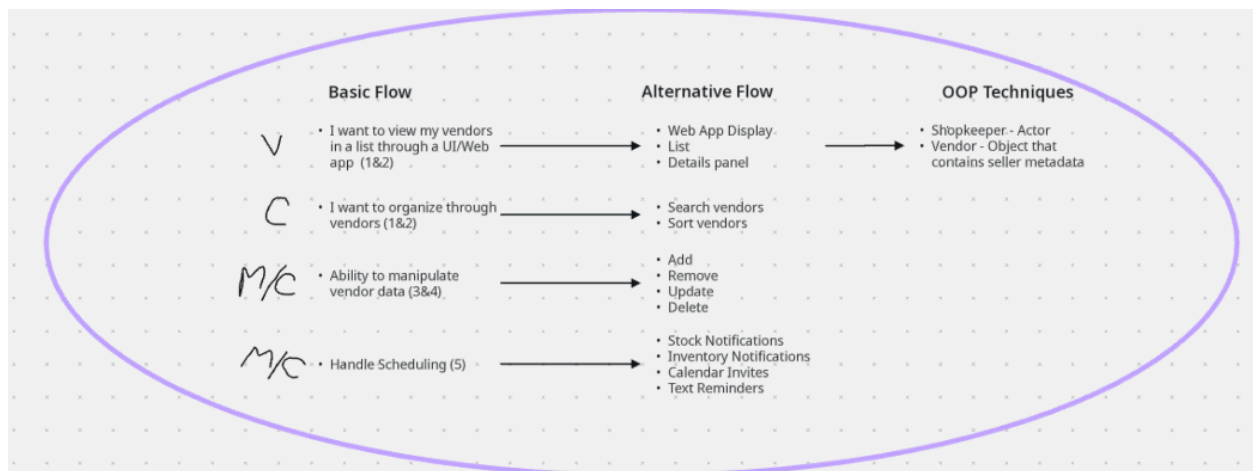 Basic Flow
Alternative Flow
OOP Techniques
V
• I want to view my vendors
in a list through a UI/Web
app (1&2)
• Web App Display
• List
• Details panel
• Shopkeeper - Actor
• Vendor - Object that
contains seller metadata
C
• I want to organize through
vendors (1&2)
• Search vendors
• Sort vendors
M/C
• Ability to manipulate
vendor data (3&4)
• Add
• Remove
• Update
• Delete
M/C
• Handle Scheduling (5)
• Stock Notifications
• Inventory Notifications
• Calendar Invites
• Text Reminders